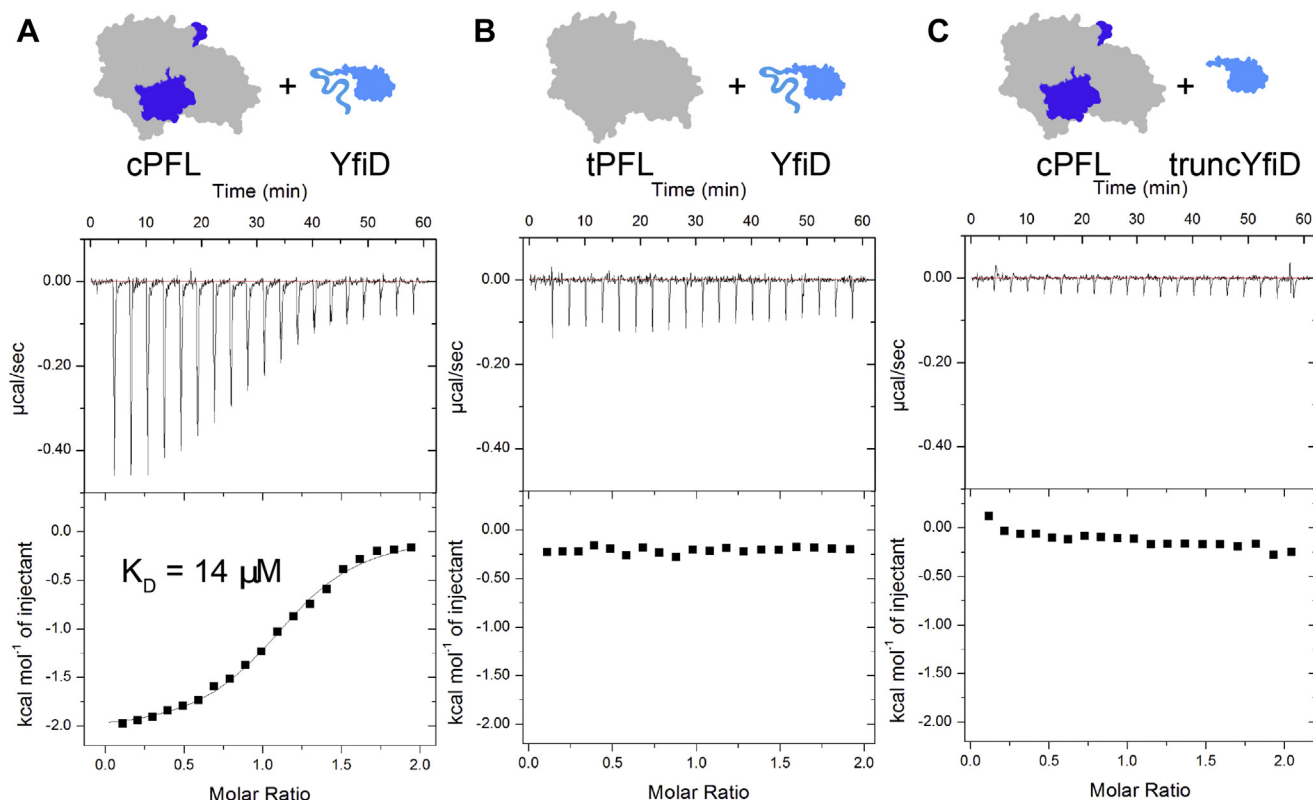 A
B
C
+
+
+
cPFL YfiD
tPFL YfiD
cPFL truncYfiD
Time (min)
0 10 20 30 40 50 60
0.00
-0.20
-0.40
µcal/sec
0.0
-0.5
-1.0
-1.5
-2.0
kcal mol⁻¹ of injectant
K_D = 14 µM
0.0 0.5 1.0 1.5 2.0
Molar Ratio
Time (min)
0 10 20 30 40 50 60
0.00
-0.20
-0.40
µcal/sec
0.00
-0.25
-1.00
-1.50
-2.00
kcal mol⁻¹ of injectant
0.0 0.5 1.0 1.5 2.0
Molar Ratio
Time (min)
0 10 20 30 40 50 60
0.00
-0.20
-0.40
µcal/sec
0.00
-0.50
-1.00
-1.50
-2.00
kcal mol⁻¹ of injectant
0.0 0.5 1.0 1.5 2.0
Molar Ratio